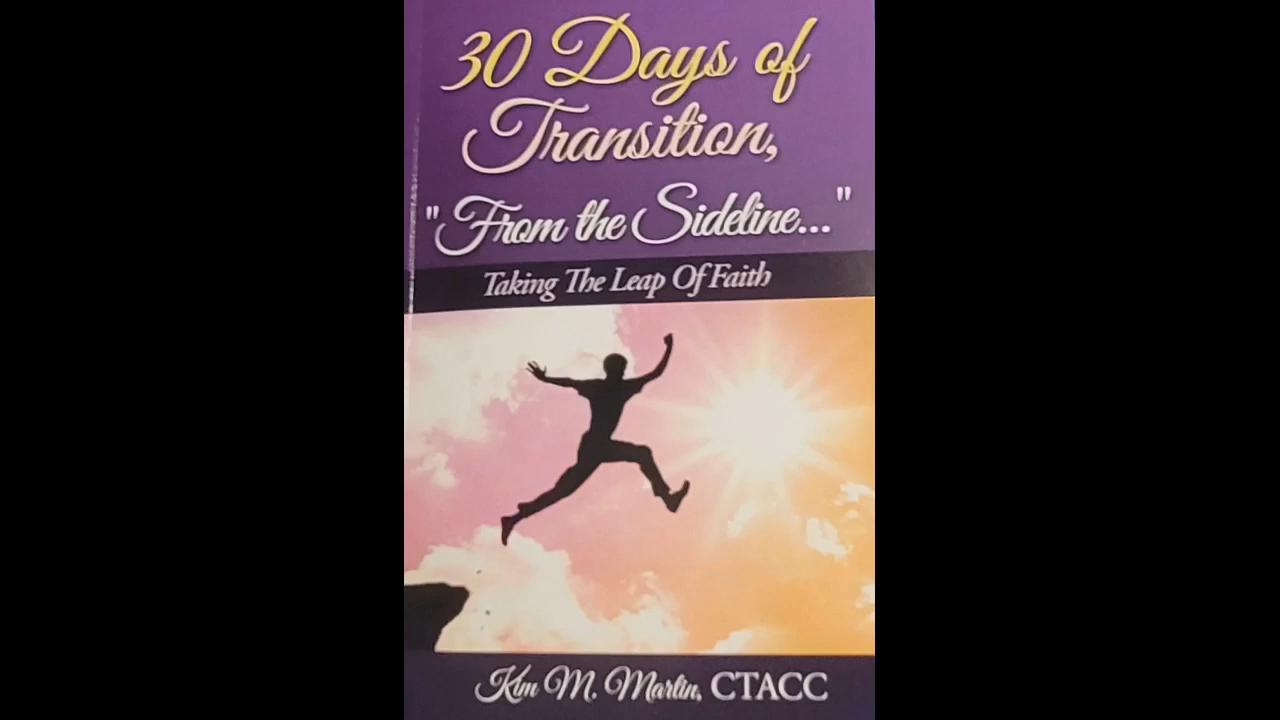 30 Days of
Transition,
"From the Sideline..."
Taking The Leap Of Faith
Kim M. Martin, CTACC